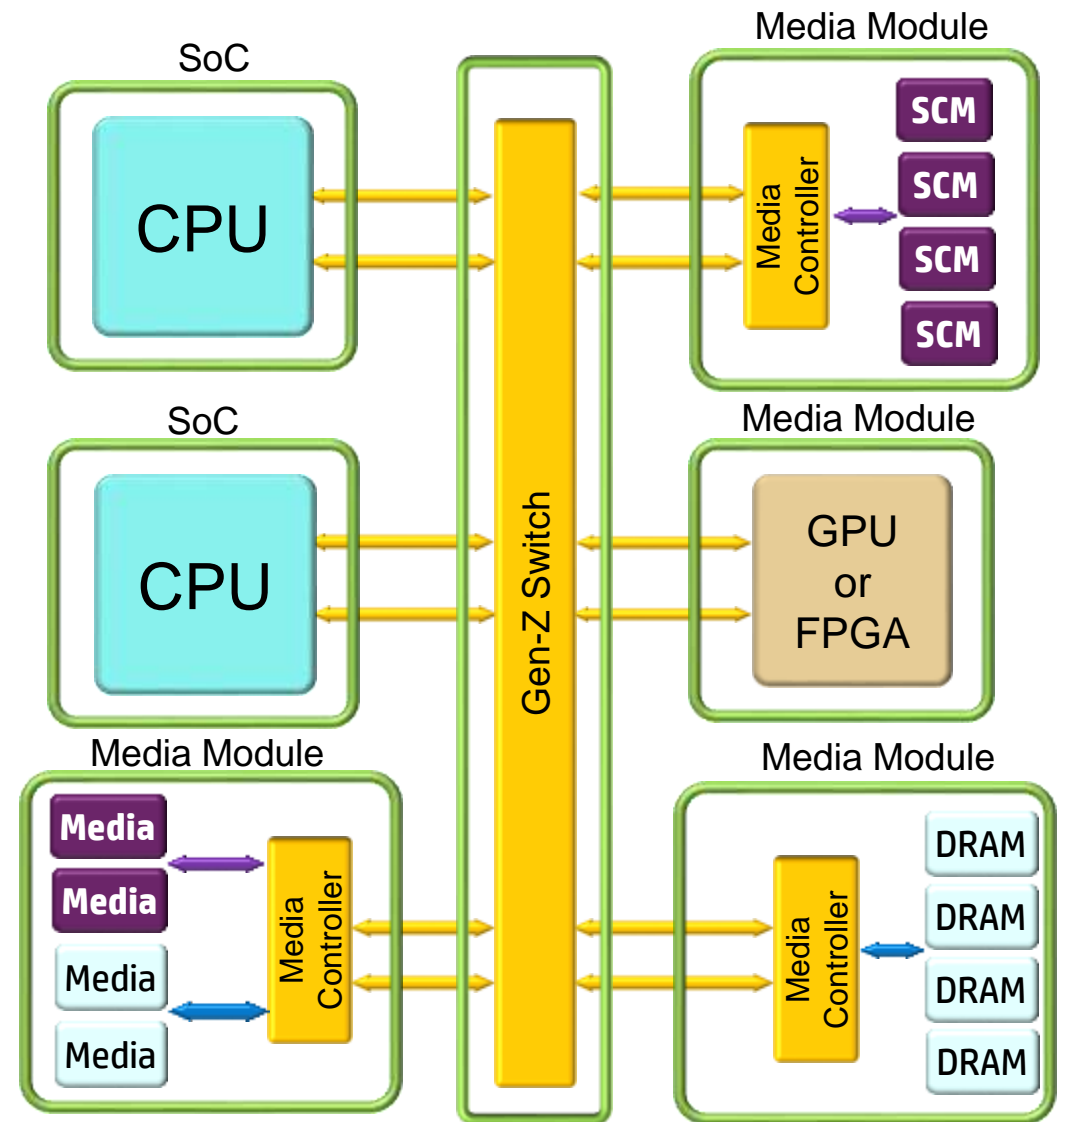 SoC
CPU
SoC
CPU
Media Module
Media
Media
Media
Media
Media
Controller
Gen-Z Switch
Media Module
Media
Controller
SCM
SCM
SCM
SCM
Media Module
GPU
or
FPGA
Media Module
Media
Controller
DRAM
DRAM
DRAM
DRAM